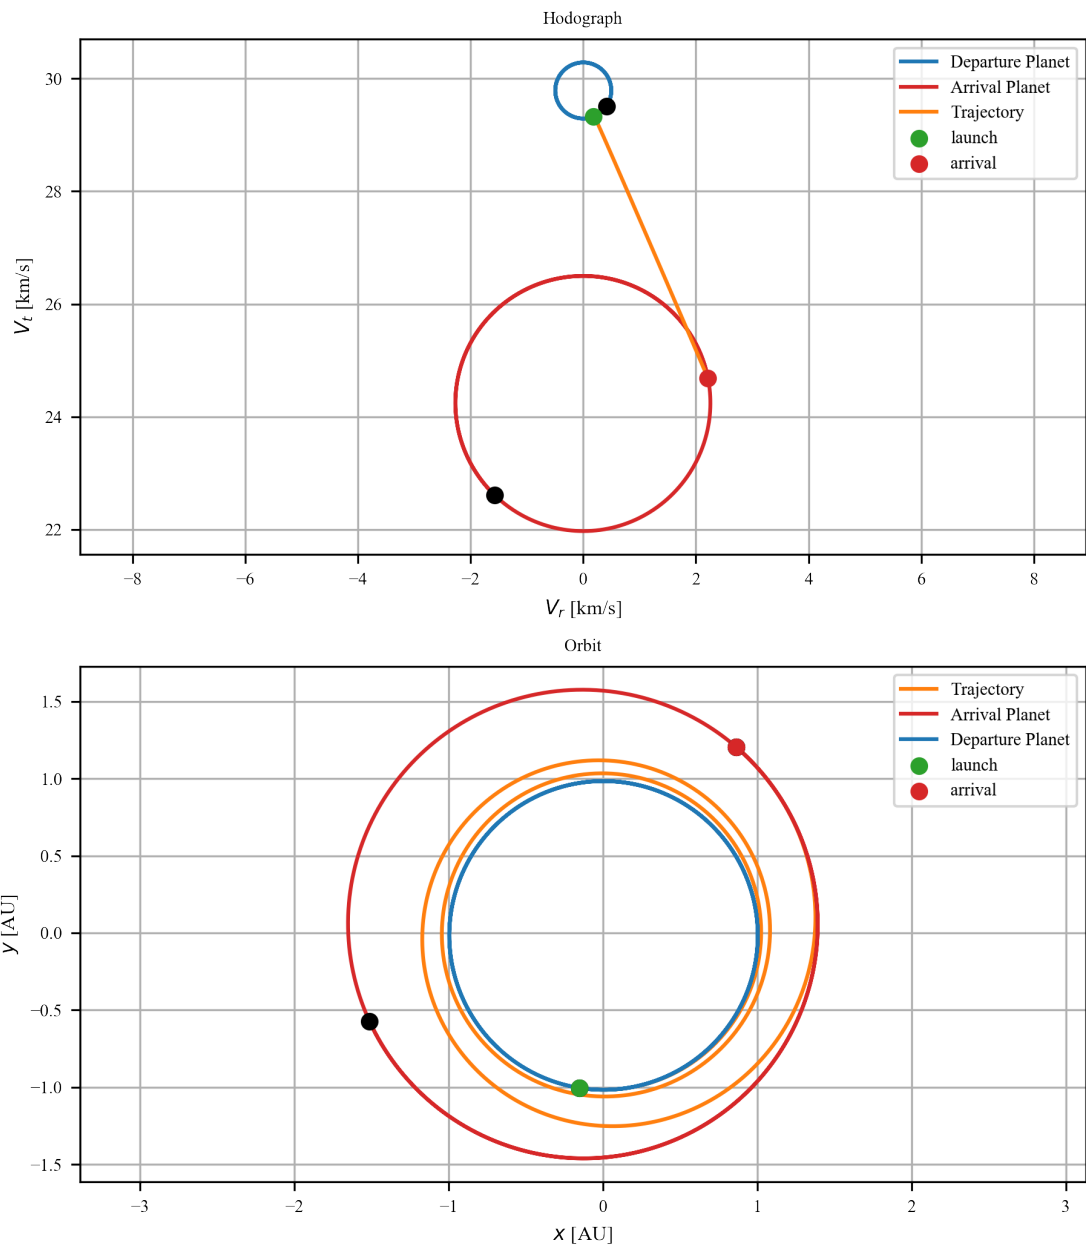 Hodograph
30
28
26
24
22
V_t [km/s]
−8 −6 −4 −2 0 2 4 6 8
V_r [km/s]
Departure Planet
Arrival Planet
Trajectory
launch
arrival
Orbit
1.5
1.0
0.5
0.0
−0.5
−1.0
−1.5
y [AU]
−3 −2 −1 0 1 2 3
x [AU]
Trajectory
Arrival Planet
Departure Planet
launch
arrival